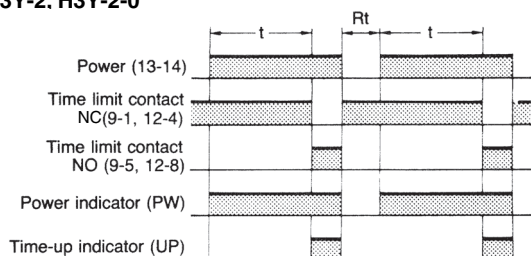 3Y-2, H3Y-2-0
Rt
t
t
Power (13-14)
Time limit contact
NC(9-1, 12-4)
Time limit contact
NO (9-5, 12-8)
Power indicator (PW)
Time-up indicator (UP)